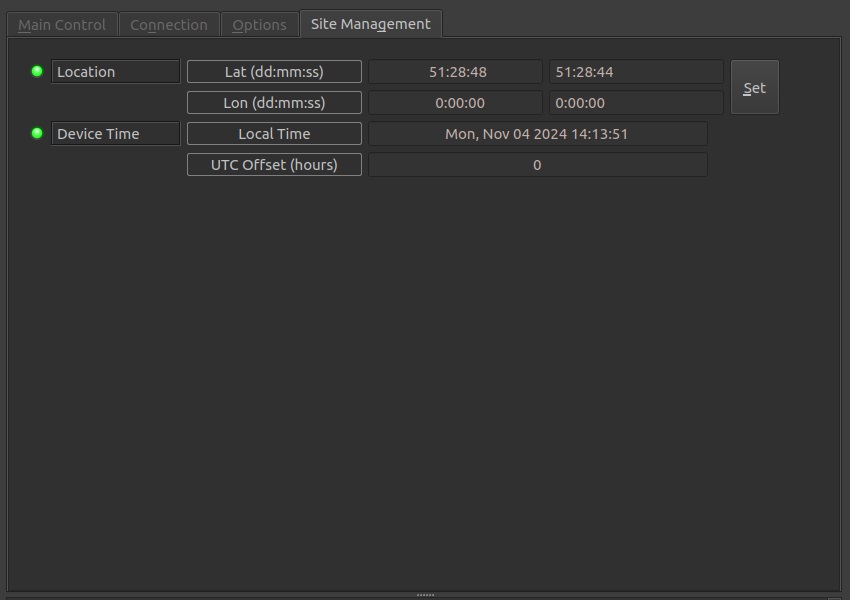 Main Control Connection Options Site Management
Location Lat (dd:mm:ss) 51:28:48 51:28:44
Set
Lon (dd:mm:ss) 0:00:00 0:00:00
Device Time Local Time Mon, Nov 04 2024 14:13:51
UTC Offset (hours) 0